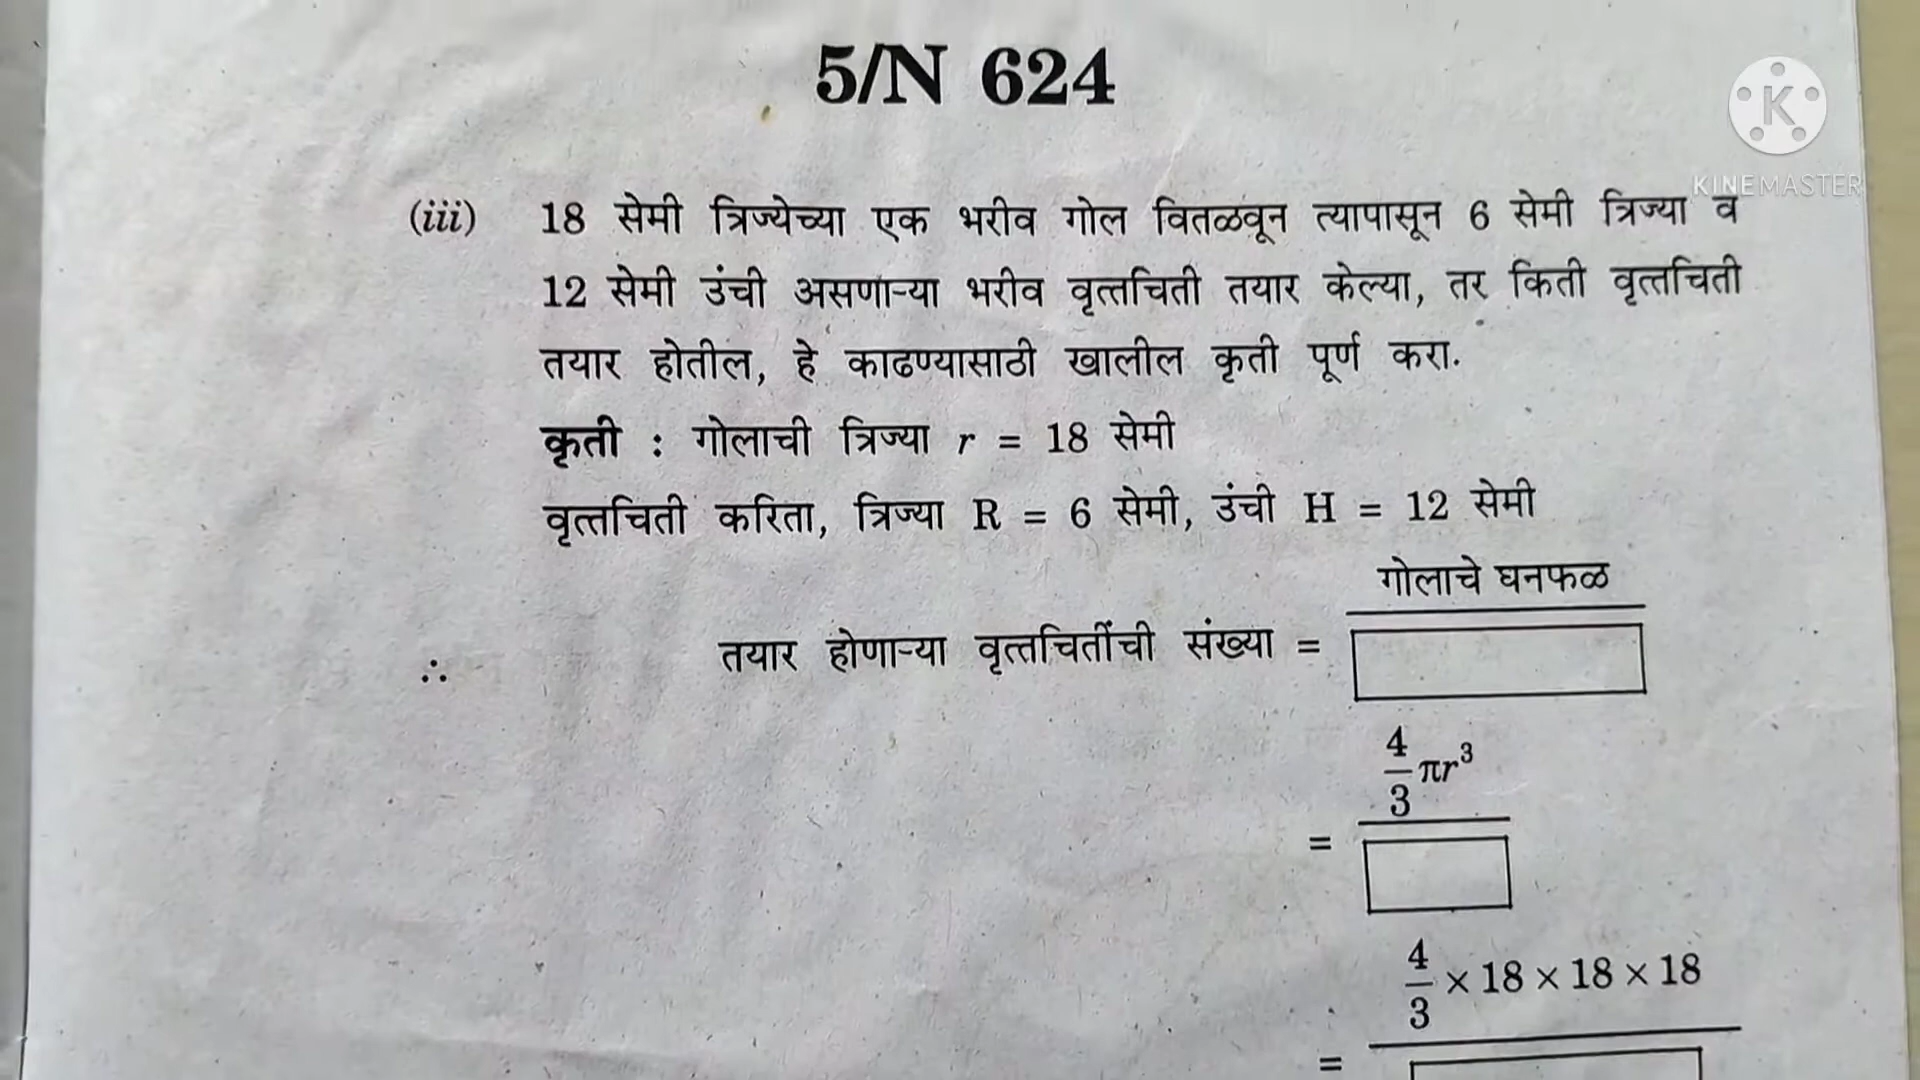 5/N 624
KINEMASTER
(iii) 18 सेमी त्रिज्येच्या एक भरीव गोल वितळवून त्यापासून 6 सेमी त्रिज्या व
12 सेमी उंची असणाऱ्या भरीव वृत्तचिती तयार केल्या, तर किती वृत्तचिती
तयार होतील, हे काढण्यासाठी खालील कृती पूर्ण करा.
कृती : गोलाची त्रिज्या r = 18 सेमी
वृत्तचिती करिता, त्रिज्या R = 6 सेमी, उंची H = 12 सेमी
गोलाचे घनफळ
∴ तयार होणाऱ्या वृत्तचितींची संख्या =
4/3 πr³
=
4/3 × 18 × 18 × 18
=